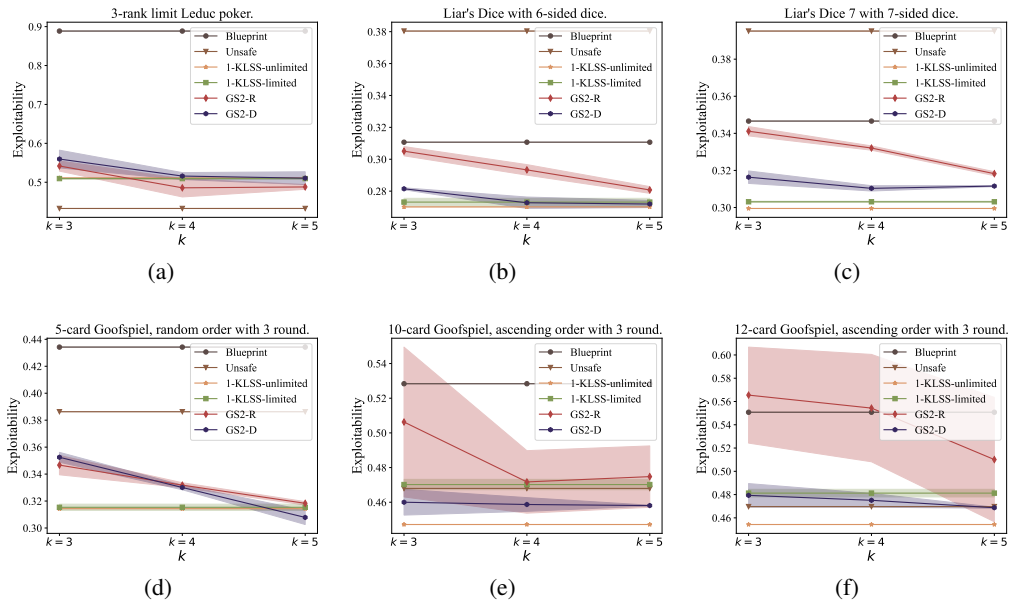 3-rank limit Leduc poker.
0.9
0.8
0.7
0.6
0.5
Exploitability
Blueprint
Unsafe
1-KLSS-unlimited
1-KLSS-limited
GS2-R
GS2-D
k = 3
k = 4
k = 5
k
(a)
Liar's Dice with 6-sided dice.
0.38
0.36
0.34
0.32
0.30
0.28
Exploitability
Blueprint
Unsafe
1-KLSS-unlimited
1-KLSS-limited
GS2-R
GS2-D
k = 3
k = 4
k = 5
k
(b)
Liar's Dice 7 with 7-sided dice.
0.38
0.36
0.34
0.32
0.30
Exploitability
Blueprint
Unsafe
1-KLSS-unlimited
1-KLSS-limited
GS2-R
GS2-D
k = 3
k = 4
k = 5
k
(c)
5-card Goofspiel, random order with 3 round.
0.44
0.42
0.40
0.38
0.36
0.34
0.32
0.30
Exploitability
Blueprint
Unsafe
1-KLSS-unlimited
1-KLSS-limited
GS2-R
GS2-D
k = 3
k = 4
k = 5
k
(d)
10-card Goofspiel, ascending order with 3 round.
0.54
0.52
0.50
0.48
0.46
Exploitability
Blueprint
Unsafe
1-KLSS-unlimited
1-KLSS-limited
GS2-R
GS2-D
k = 3
k = 4
k = 5
k
(e)
12-card Goofspiel, ascending order with 3 round.
0.60
0.58
0.56
0.54
0.52
0.50
0.48
0.46
Exploitability
Blueprint
Unsafe
1-KLSS-unlimited
1-KLSS-limited
GS2-R
GS2-D
k = 3
k = 4
k = 5
k
(f)